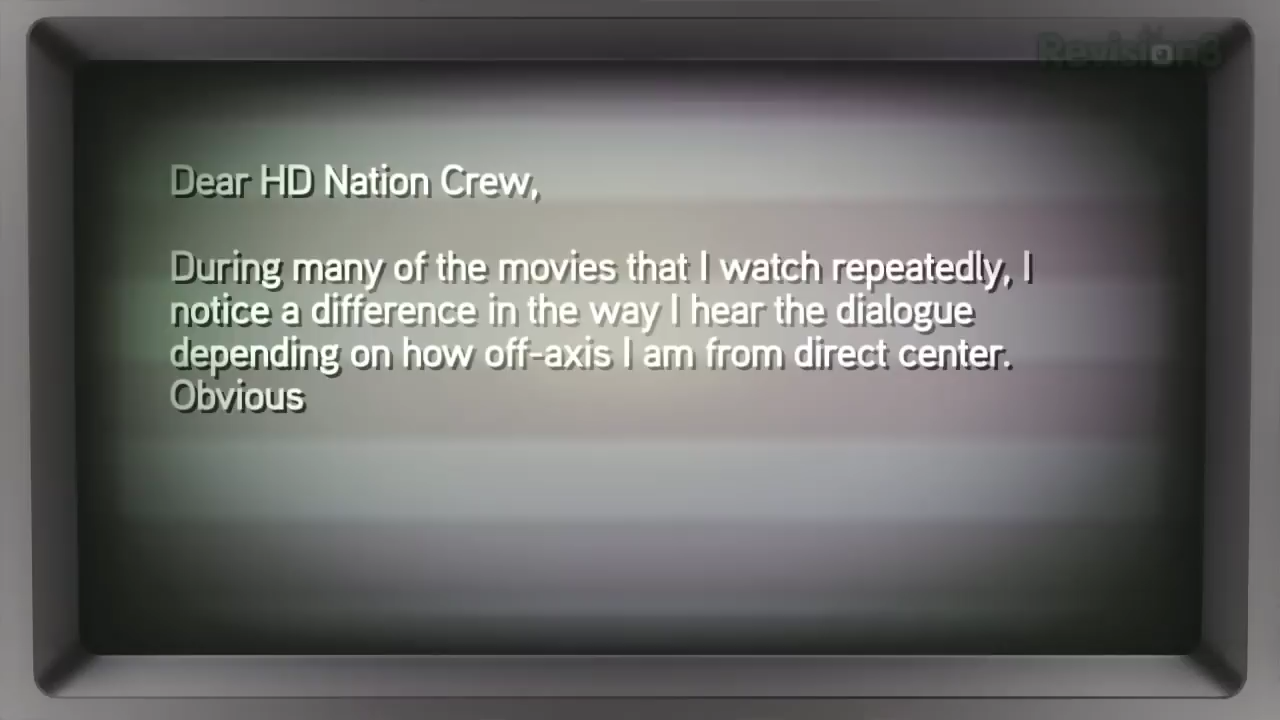 Revision3
Dear HD Nation Crew,
During many of the movies that I watch repeatedly, I
notice a difference in the way I hear the dialogue
depending on how off-axis I am from direct center.
Obvious